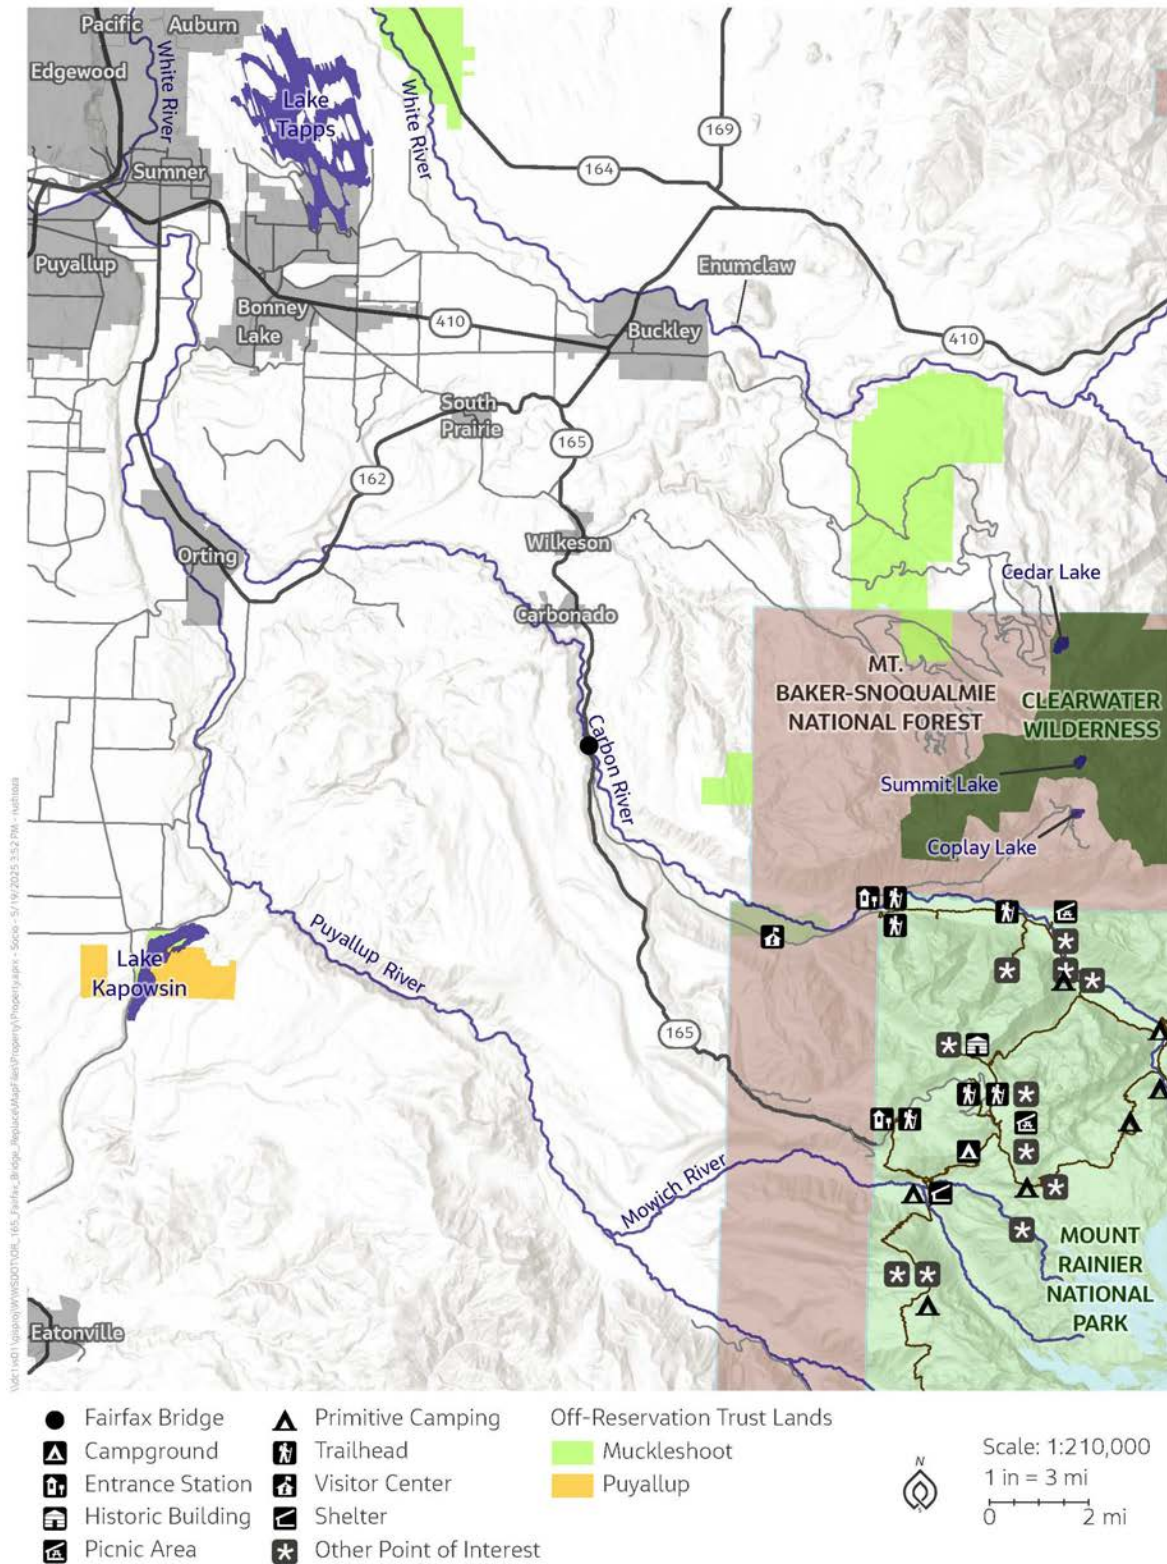 Pacific
Auburn
Edgewood
White River
Lake
Tapps
White River
169
164
Sumner
Puyallup
Bonney
Lake
410
Enumclaw
Buckley
410
South
Prairie
165
162
Wilkeson
Orting
Carbonado
Cedar Lake
MT.
BAKER-SNOQUALMIE
NATIONAL FOREST
CLEARWATER
WILDERNESS
Carbon River
Summit Lake
Coplay Lake
Puyallup River
Lake
Kapowsin
165
Mowich River
MOUNT
RAINIER
NATIONAL
PARK
Eatonville
Fairfax Bridge
Campground
Entrance Station
Historic Building
Picnic Area
Primitive Camping
Trailhead
Visitor Center
Shelter
Other Point of Interest
Off-Reservation Trust Lands
Muckleshoot
Puyallup
N
Scale: 1:210,000
1 in = 3 mi
0 2 mi